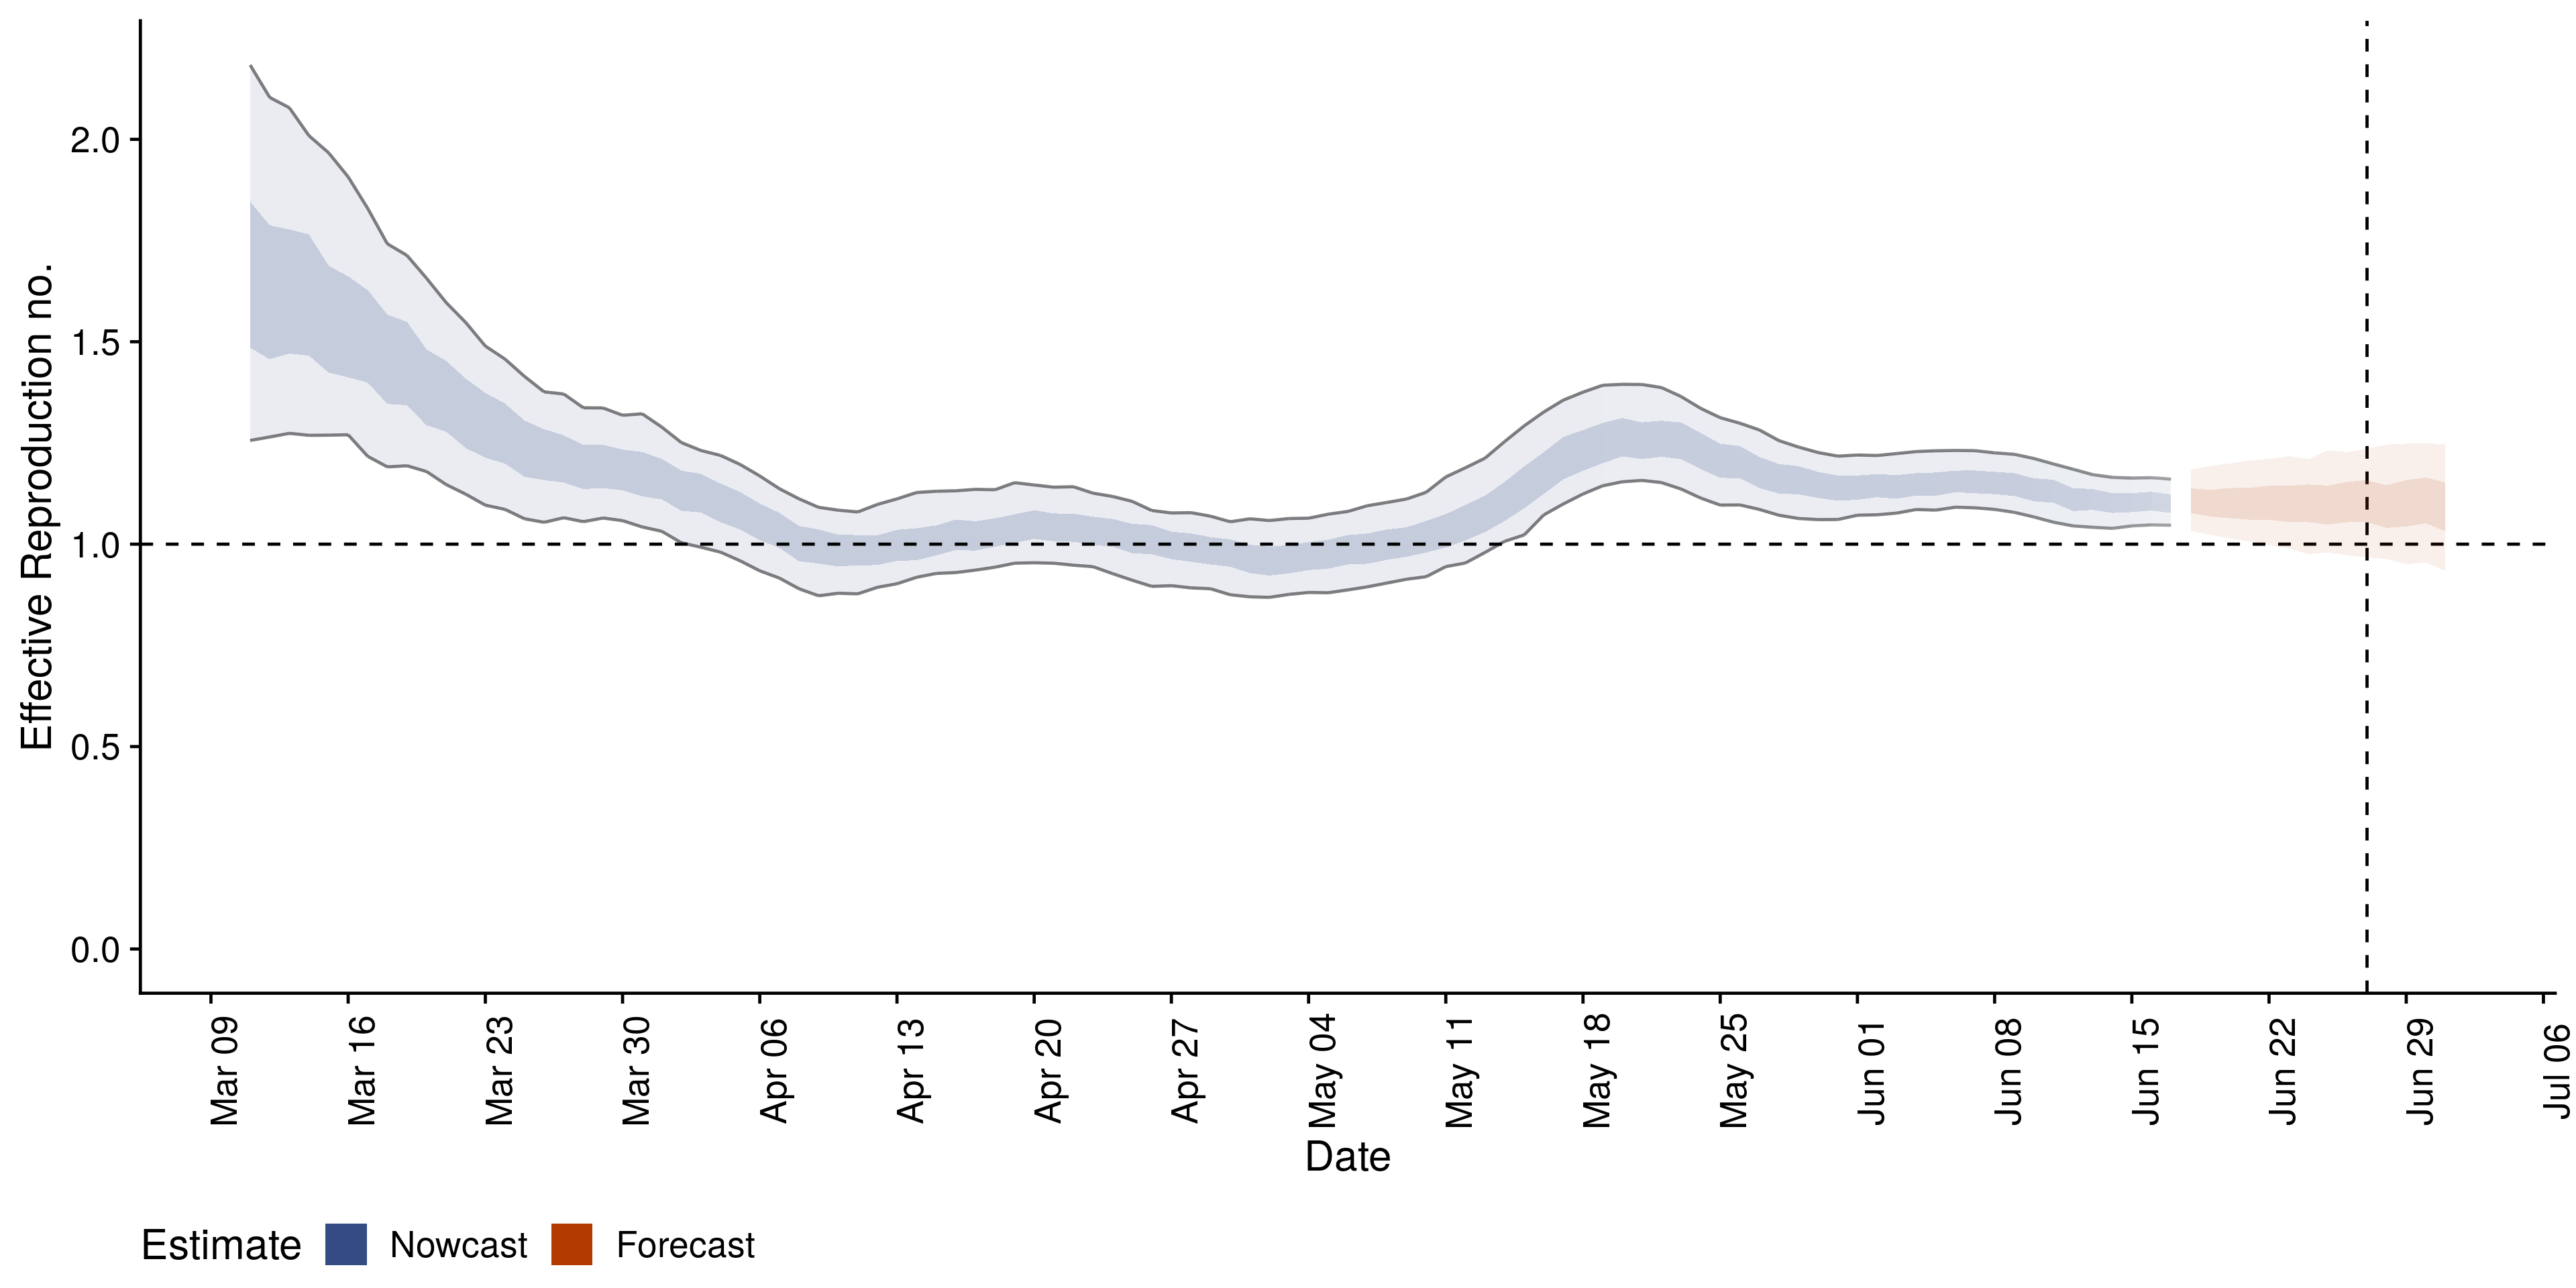 Effective Reproduction no.
2.0
1.5
1.0
0.5
0.0
Mar 09
Mar 16
Mar 23
Mar 30
Apr 06
Apr 13
Apr 20
Apr 27
May 04
May 11
May 18
May 25
Jun 01
Jun 08
Jun 15
Jun 22
Jun 29
Jul 06
Date
Estimate Nowcast Forecast